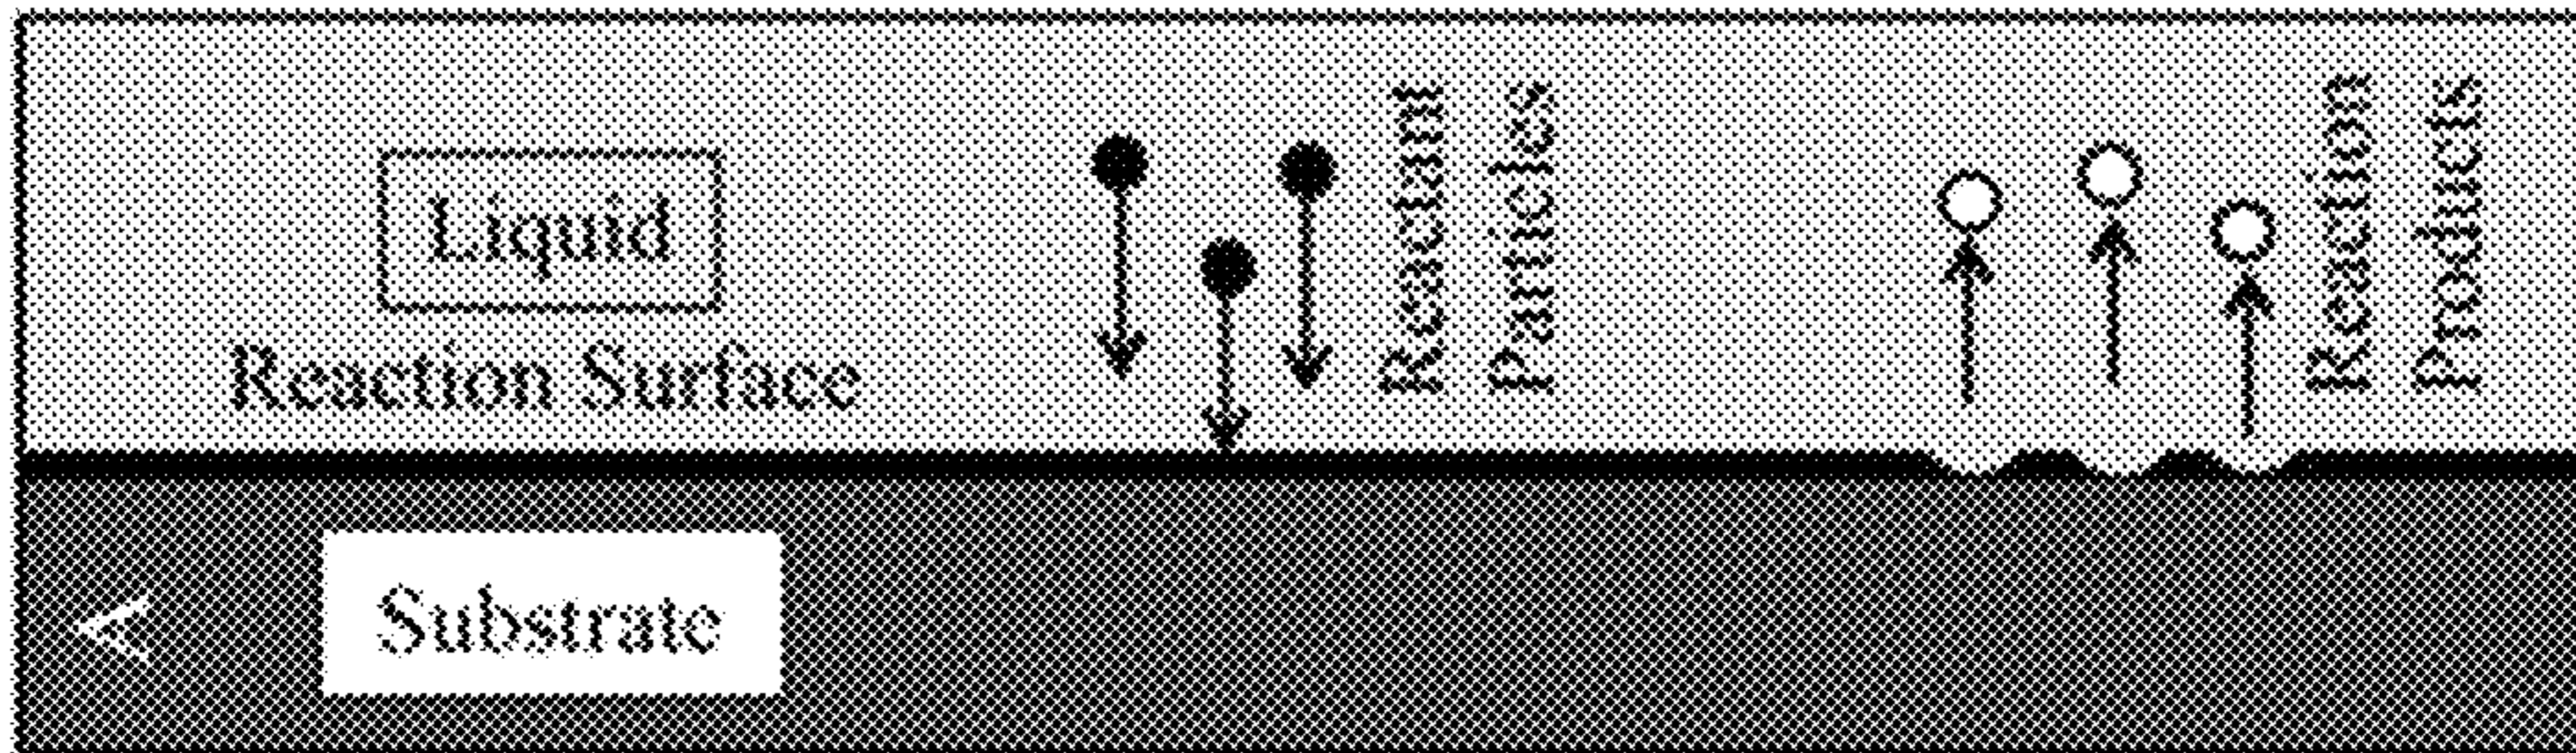 Liquid
Reaction Surface
Reactant
Particles
Reaction
Products
Substrate
A